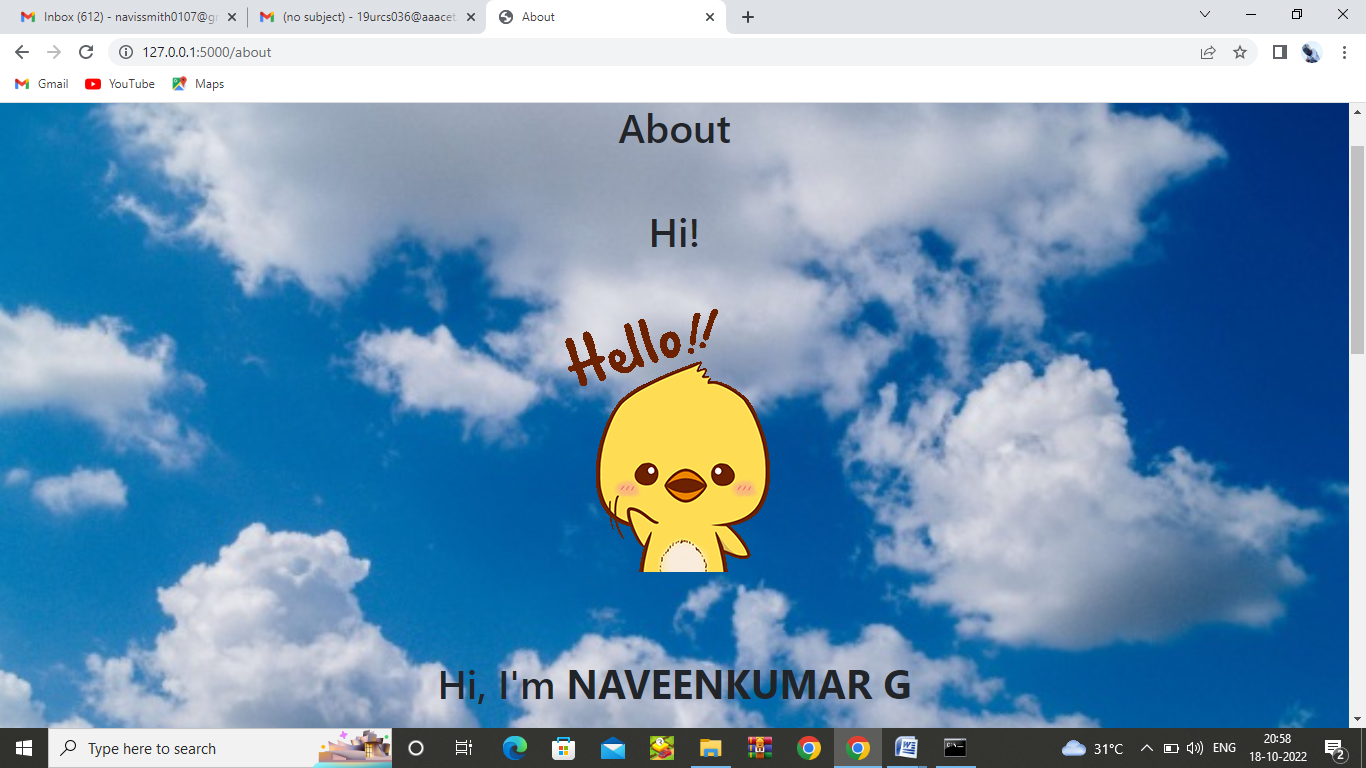 Inbox (612) - navissmith0107@gr
(no subject) - 19urcs036@aaacet.
About
127.0.0.1:5000/about
Gmail
YouTube
Maps
About
Hi!
Hello!!
Hi, I'm NAVEENKUMAR G
Type here to search
31°C
ENG
20:58
18-10-2022
2